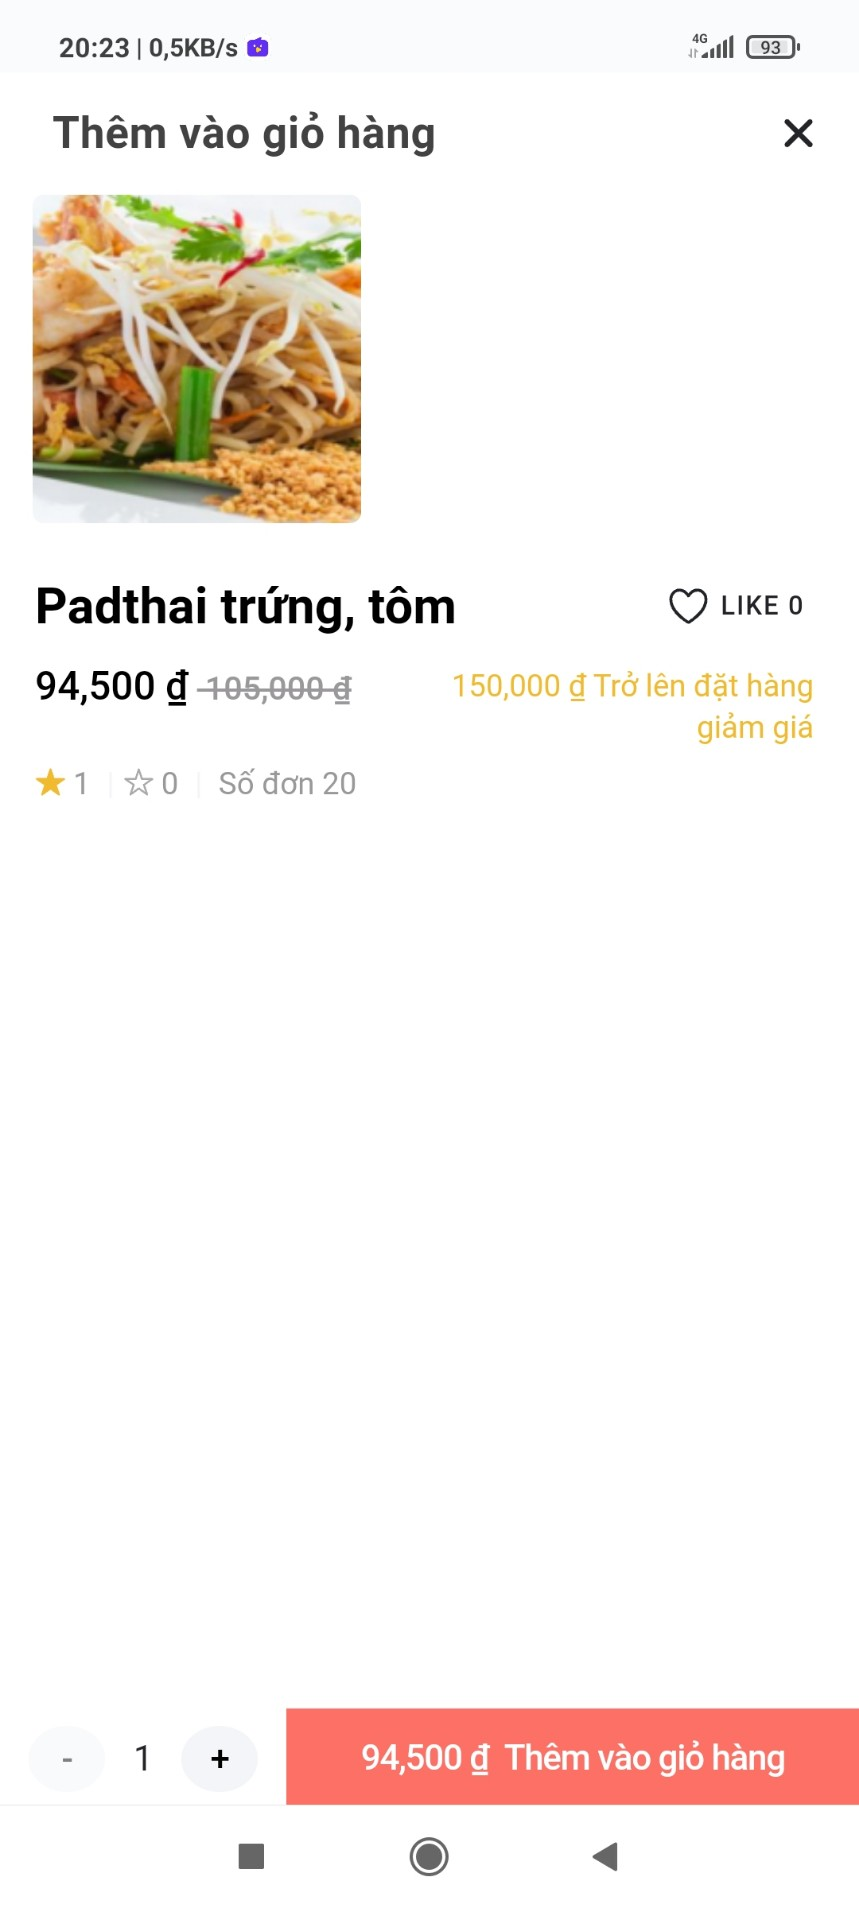 20:23 | 0,5KB/s
4G
93
Thêm vào giỏ hàng
Padthai trứng, tôm
LIKE 0
94,500 ₫ 105,000 ₫
150,000 ₫ Trở lên đặt hàng
giảm giá
1
0
Số đơn 20
- 1 +
94,500 ₫ Thêm vào giỏ hàng